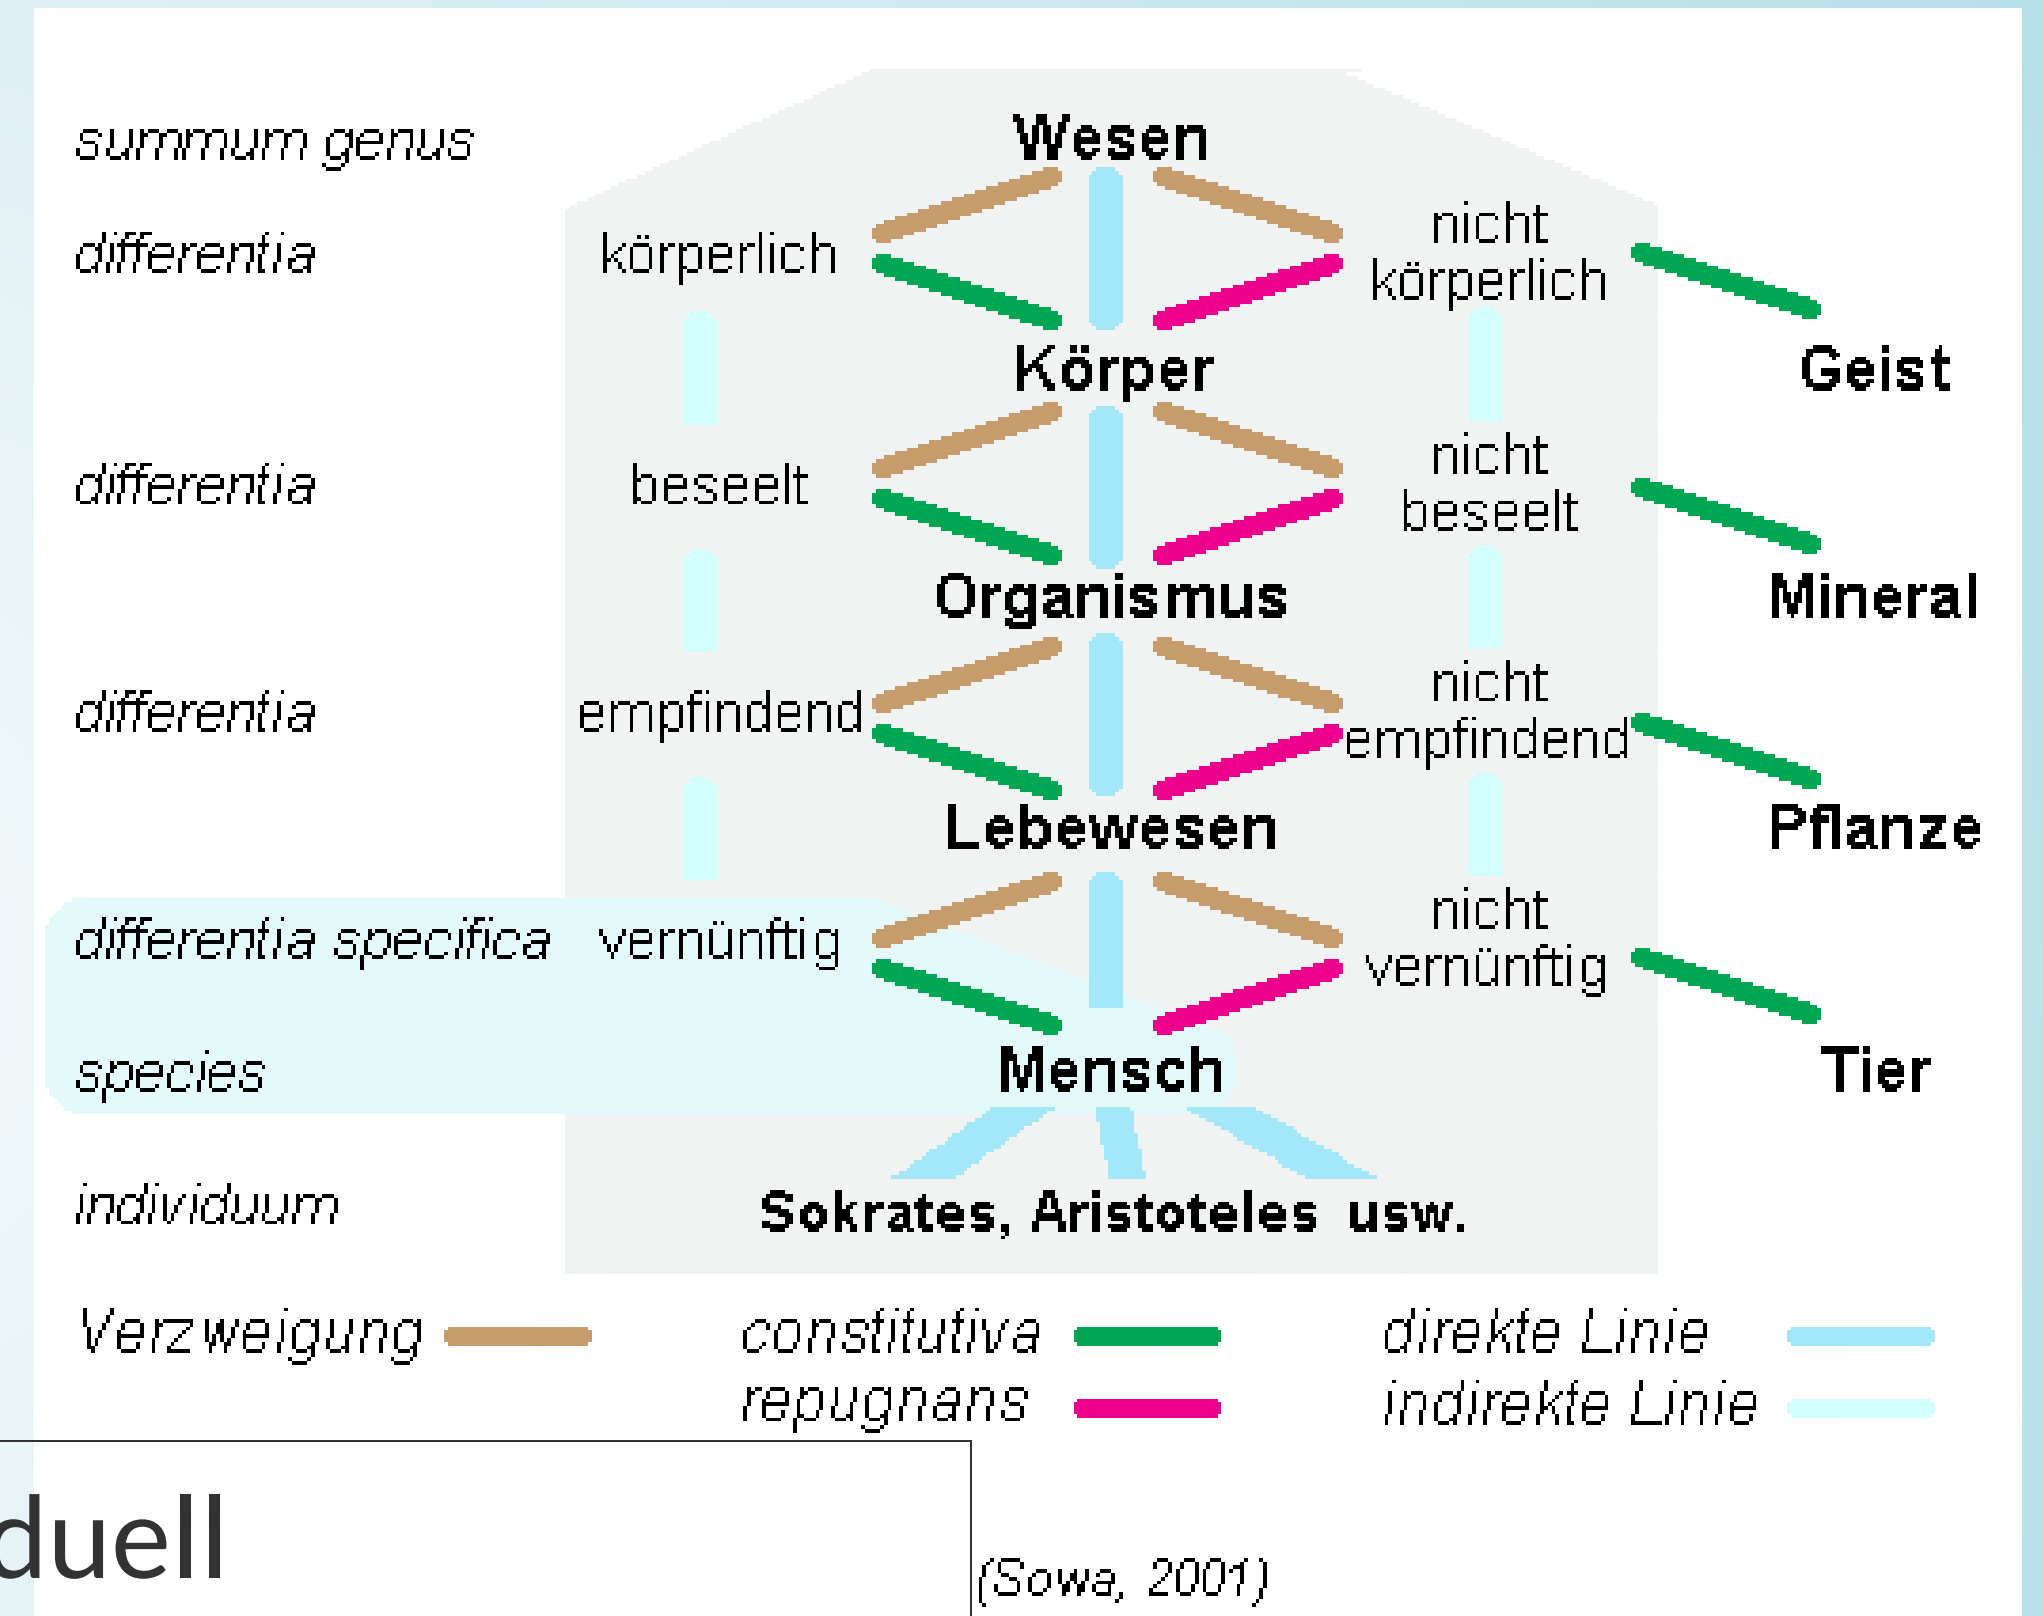 summum genus
Wesen
differentia
körperlich
nicht
körperlich
Körper
Geist
differentia
beseelt
nicht
beseelt
Organismus
Mineral
differentia
empfindend
nicht
empfindend
Lebewesen
Pflanze
differentia specifica
vernünftig
nicht
vernünftig
species
Mensch
Tier
individuum
Sokrates, Aristoteles usw.
Verzweigung
constitutiva
direkte Linie
repugnans
indirekte Linie
duell
(Sowa, 2001)